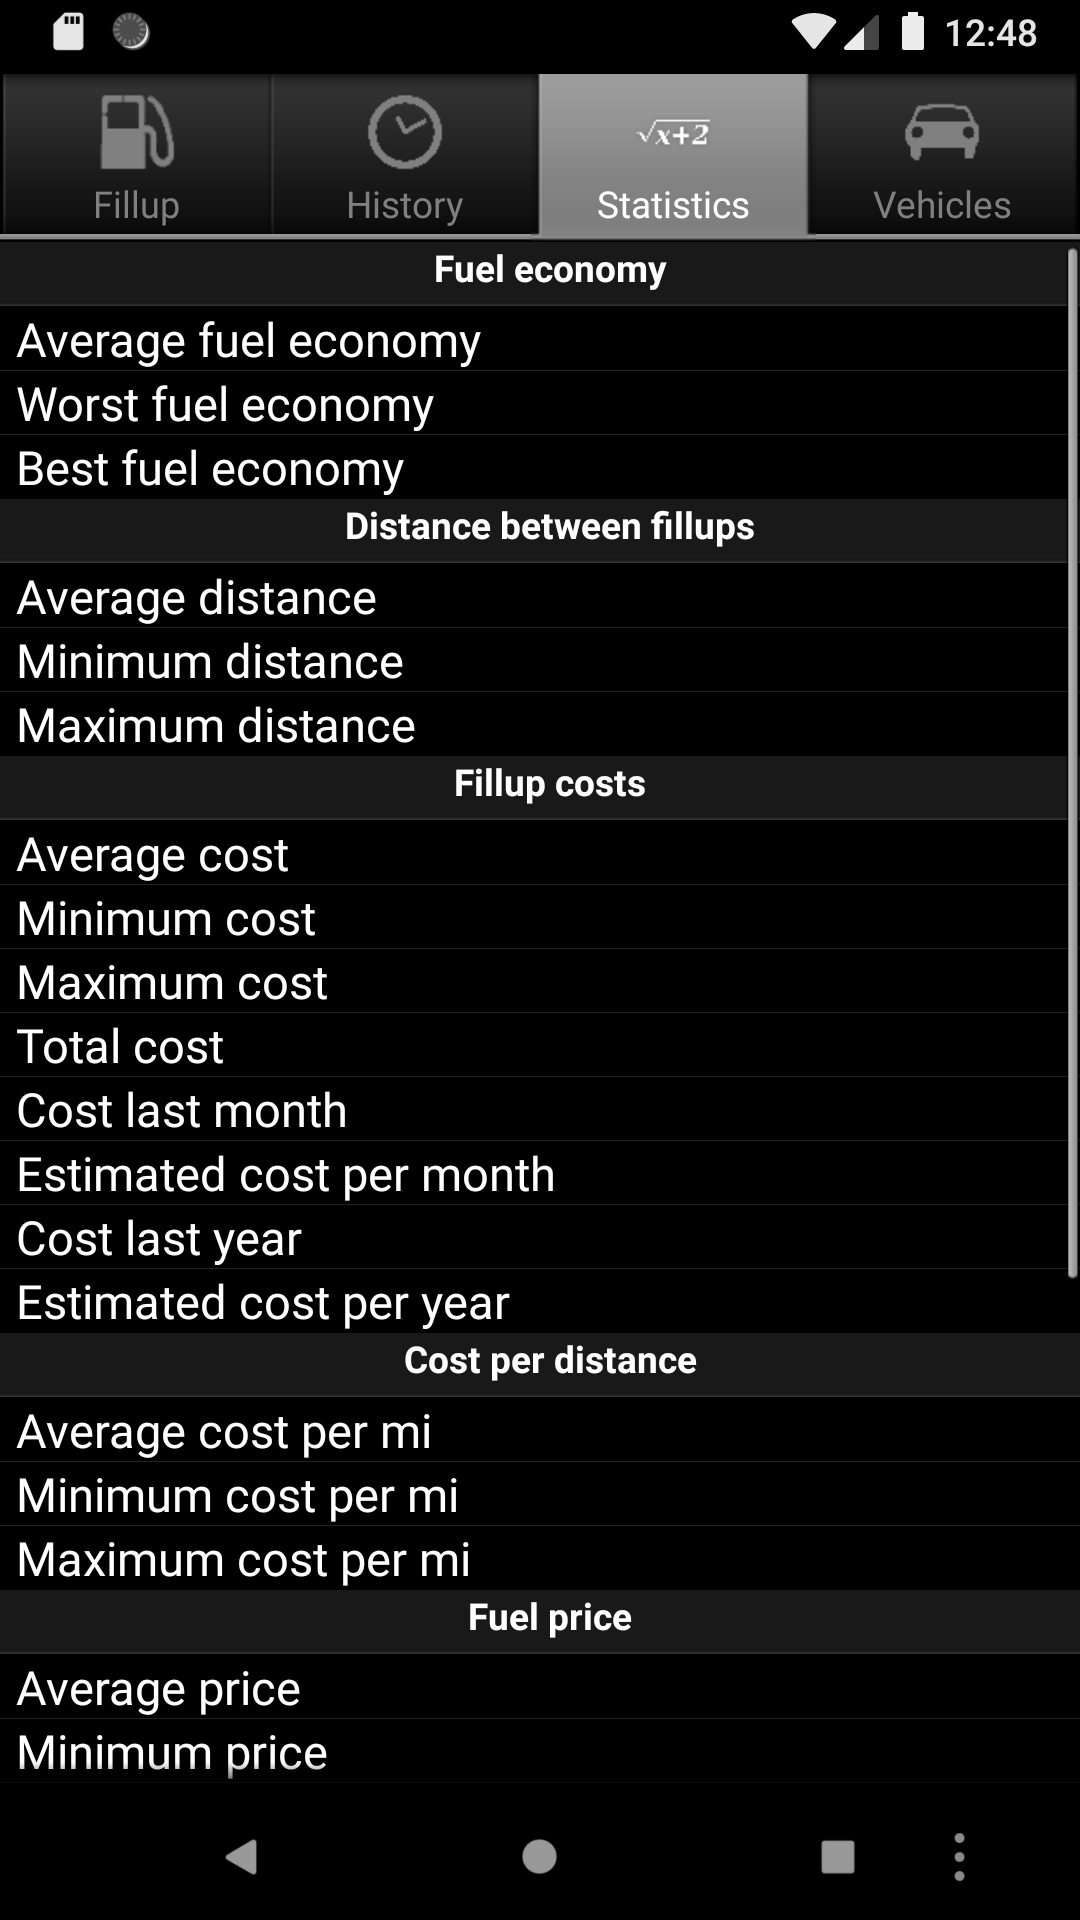 12:48
Fillup
History
√x+2
Statistics
Vehicles
Fuel economy
Average fuel economy
Worst fuel economy
Best fuel economy
Distance between fillups
Average distance
Minimum distance
Maximum distance
Fillup costs
Average cost
Minimum cost
Maximum cost
Total cost
Cost last month
Estimated cost per month
Cost last year
Estimated cost per year
Cost per distance
Average cost per mi
Minimum cost per mi
Maximum cost per mi
Fuel price
Average price
Minimum price